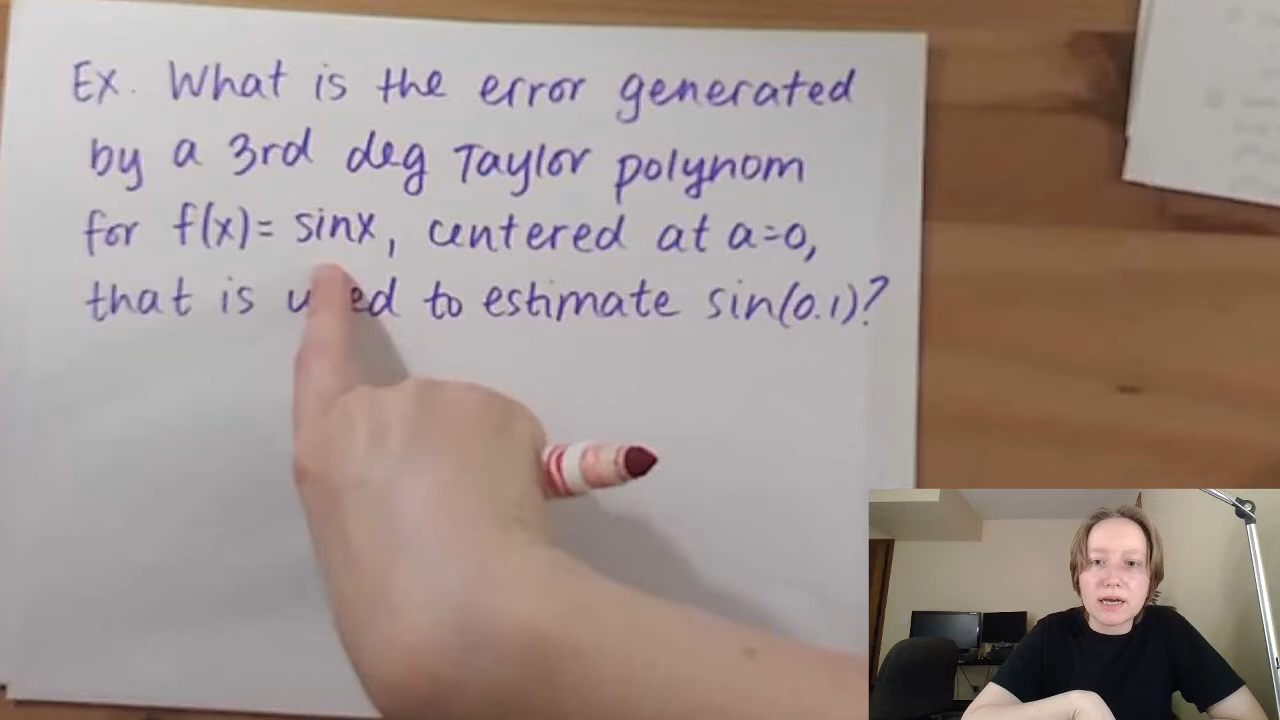 Ex. What is the error generated
by a 3rd deg Taylor polynom
for f(x)= sinx, centered at a=0,
that is to estimate sin(0.1)?